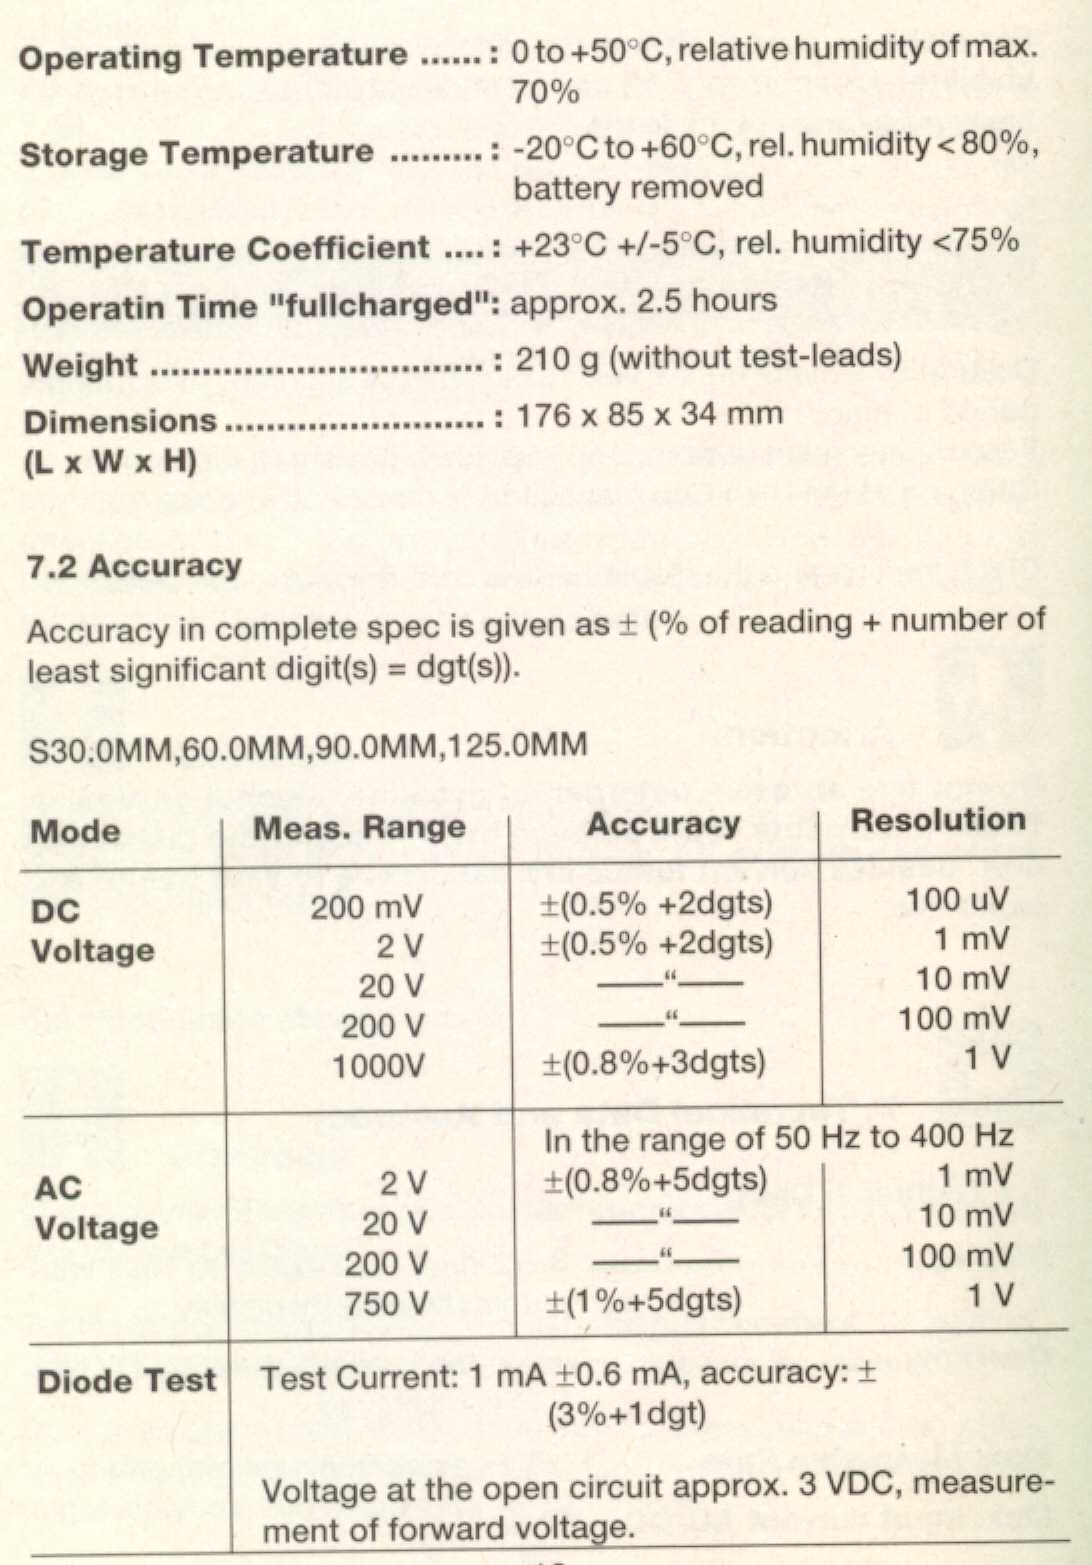 Operating Temperature ...... : 0 to +50°C, relative humidity of max.
70%
Storage Temperature ......... : -20°C to +60°C, rel. humidity < 80%,
battery removed
Temperature Coefficient .... : +23°C +/-5°C, rel. humidity <75%
Operatin Time "fullcharged": approx. 2.5 hours
Weight ................................ : 210 g (without test-leads)
Dimensions ......................... : 176 x 85 x 34 mm
(L x W x H)
7.2 Accuracy
Accuracy in complete spec is given as ± (% of reading + number of
least significant digit(s) = dgt(s)).
S30.0MM,60.0MM,90.0MM,125.0MM
Mode Meas. Range Accuracy Resolution
DC 200 mV ±(0.5% +2dgts) 100 uV
Voltage 2 V ±(0.5% +2dgts) 1 mV
20 V ——“—— 10 mV
200 V ——“—— 100 mV
1000V ±(0.8%+3dgts) 1 V
In the range of 50 Hz to 400 Hz
AC 2 V ±(0.8%+5dgts) 1 mV
Voltage 20 V ——“—— 10 mV
200 V ——“—— 100 mV
750 V ±(1%+5dgts) 1 V
Diode Test Test Current: 1 mA ±0.6 mA, accuracy: ±
(3%+1dgt)
Voltage at the open circuit approx. 3 VDC, measure-
ment of forward voltage.